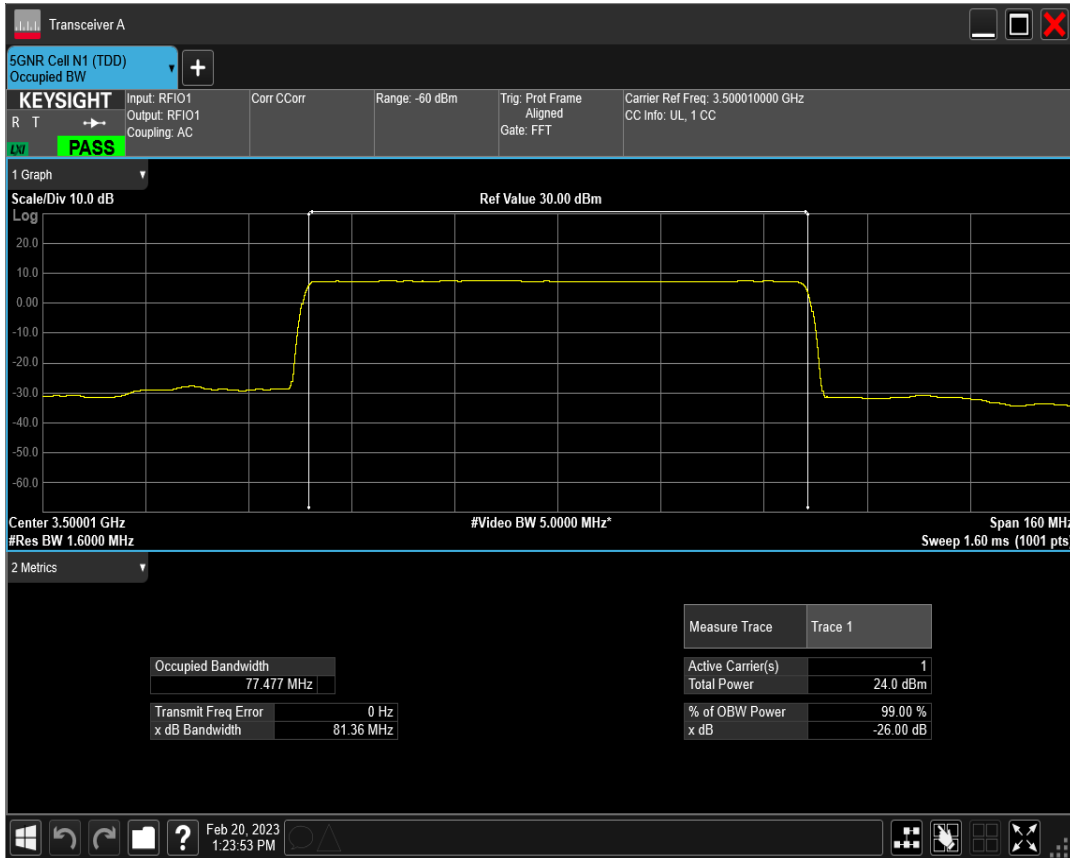 Transceiver A
5GNR Cell N1 (TDD)
Occupied BW
KEYSIGHT
R T
LXI
PASS
Input: RFIO1
Output: RFIO1
Coupling: AC
Corr CCorr
Range: -60 dBm
Trig: Prot Frame
Aligned
Gate: FFT
Carrier Ref Freq: 3.500010000 GHz
CC Info: UL, 1 CC
1 Graph
Scale/Div 10.0 dB
Ref Value 30.00 dBm
Log
20.0
10.0
0.00
-10.0
-20.0
-30.0
-40.0
-50.0
-60.0
Center 3.50001 GHz
#Video BW 5.0000 MHz*
Span 160 MHz
#Res BW 1.6000 MHz
Sweep 1.60 ms (1001 pts)
2 Metrics
Measure Trace Trace 1
Occupied Bandwidth
77.477 MHz
Active Carrier(s) 1
Total Power 24.0 dBm
Transmit Freq Error 0 Hz
x dB Bandwidth 81.36 MHz
% of OBW Power 99.00 %
x dB -26.00 dB
?
Feb 20, 2023
1:23:53 PM